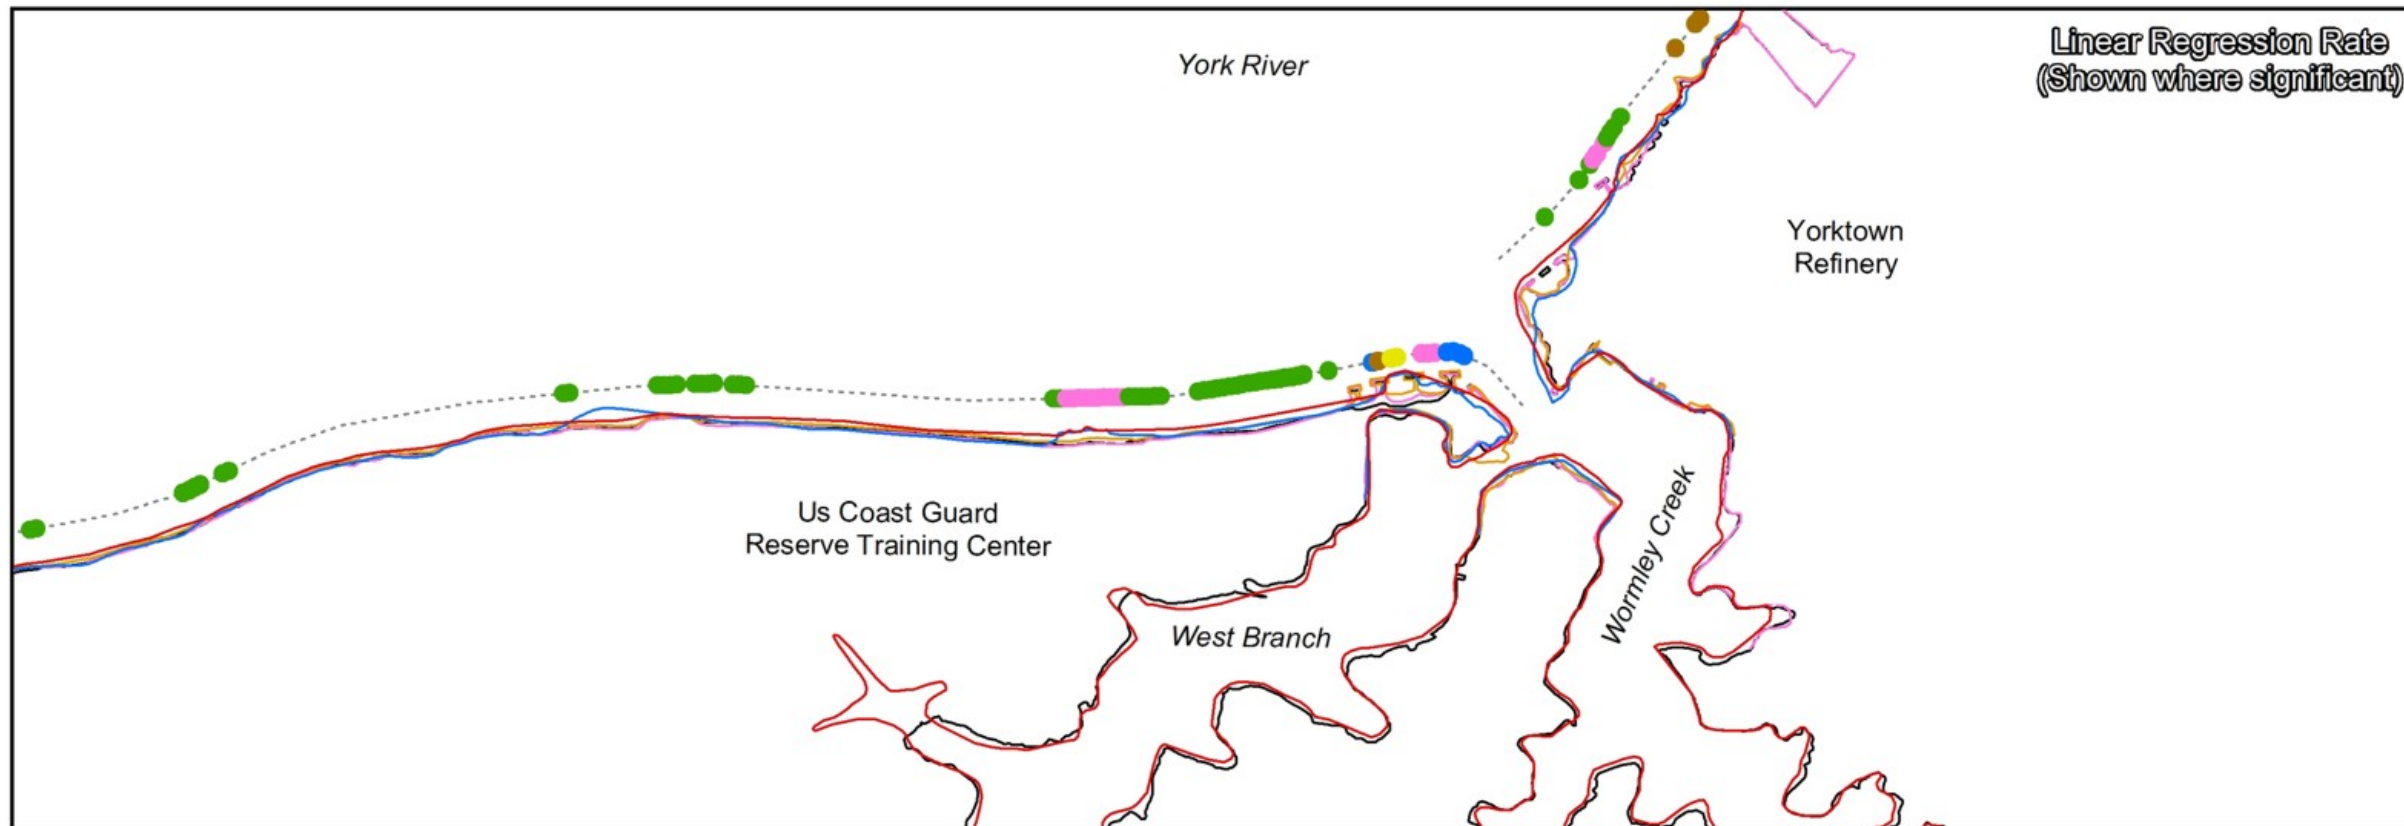 Linear Regression Rate
(Shown where significant)
York River
Yorktown
Refinery
Us Coast Guard
Reserve Training Center
West Branch
Wormley Creek